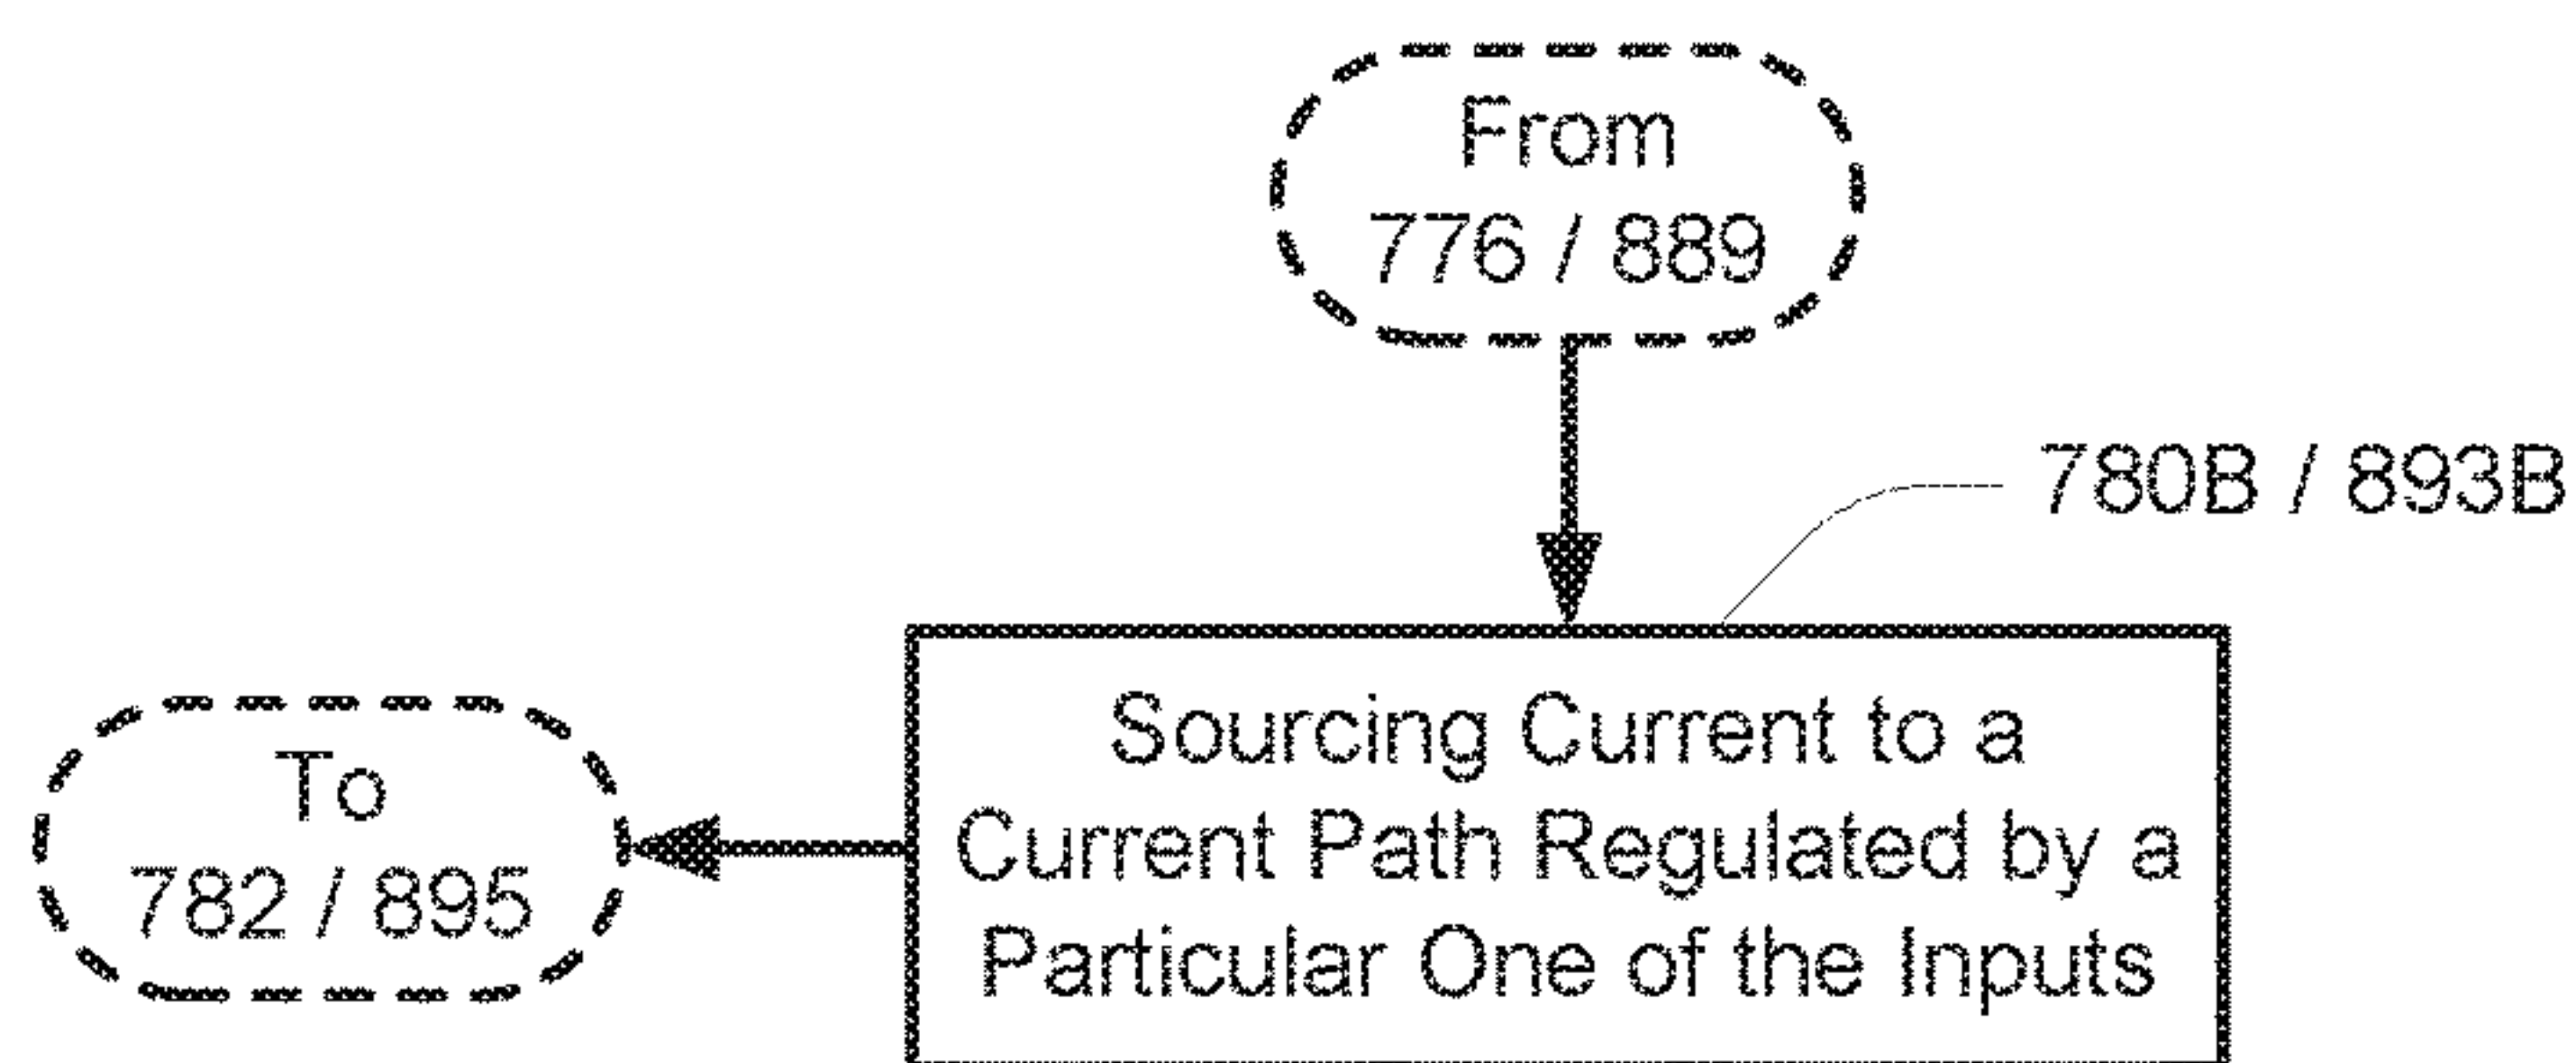 From
776 / 889
780B / 893B
Sourcing Current to a
Current Path Regulated by a
Particular One of the Inputs
To
782 / 895